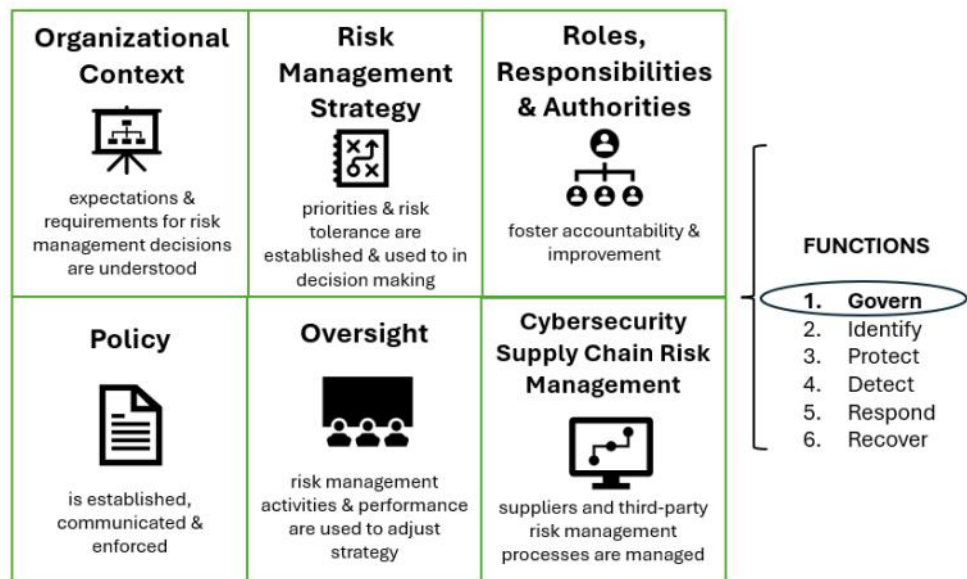 Organizational
Context
expectations &
requirements for risk
management decisions
are understood
Risk
Management
Strategy
priorities & risk
tolerance are
established & used to in
decision making
Roles,
Responsibilities
& Authorities
foster accountability &
improvement
Policy
is established,
communicated &
enforced
Oversight
risk management
activities & performance
are used to adjust
strategy
Cybersecurity
Supply Chain Risk
Management
suppliers and third-party
risk management
processes are managed
FUNCTIONS
1. Govern
2. Identify
3. Protect
4. Detect
5. Respond
6. Recover